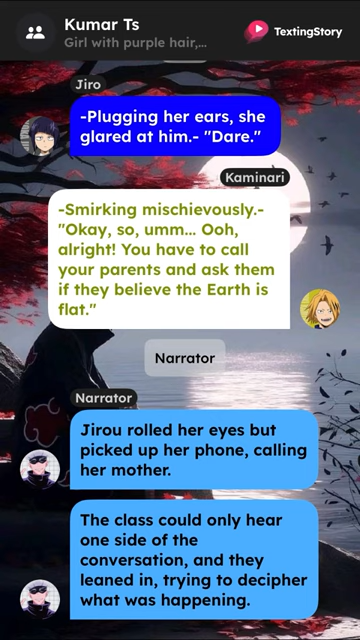 Kumar Ts
Girl with purple hair,...
TextingStory
Jiro
-Plugging her ears, she
glared at him.- "Dare."
Kaminari
-Smirking mischievously.-
"Okay, so, umm... Ooh,
alright! You have to call
your parents and ask them
if they believe the Earth is
flat."
Narrator
Narrator
Jirou rolled her eyes but
picked up her phone, calling
her mother.
The class could only hear
one side of the
conversation, and they
leaned in, trying to decipher
what was happening.